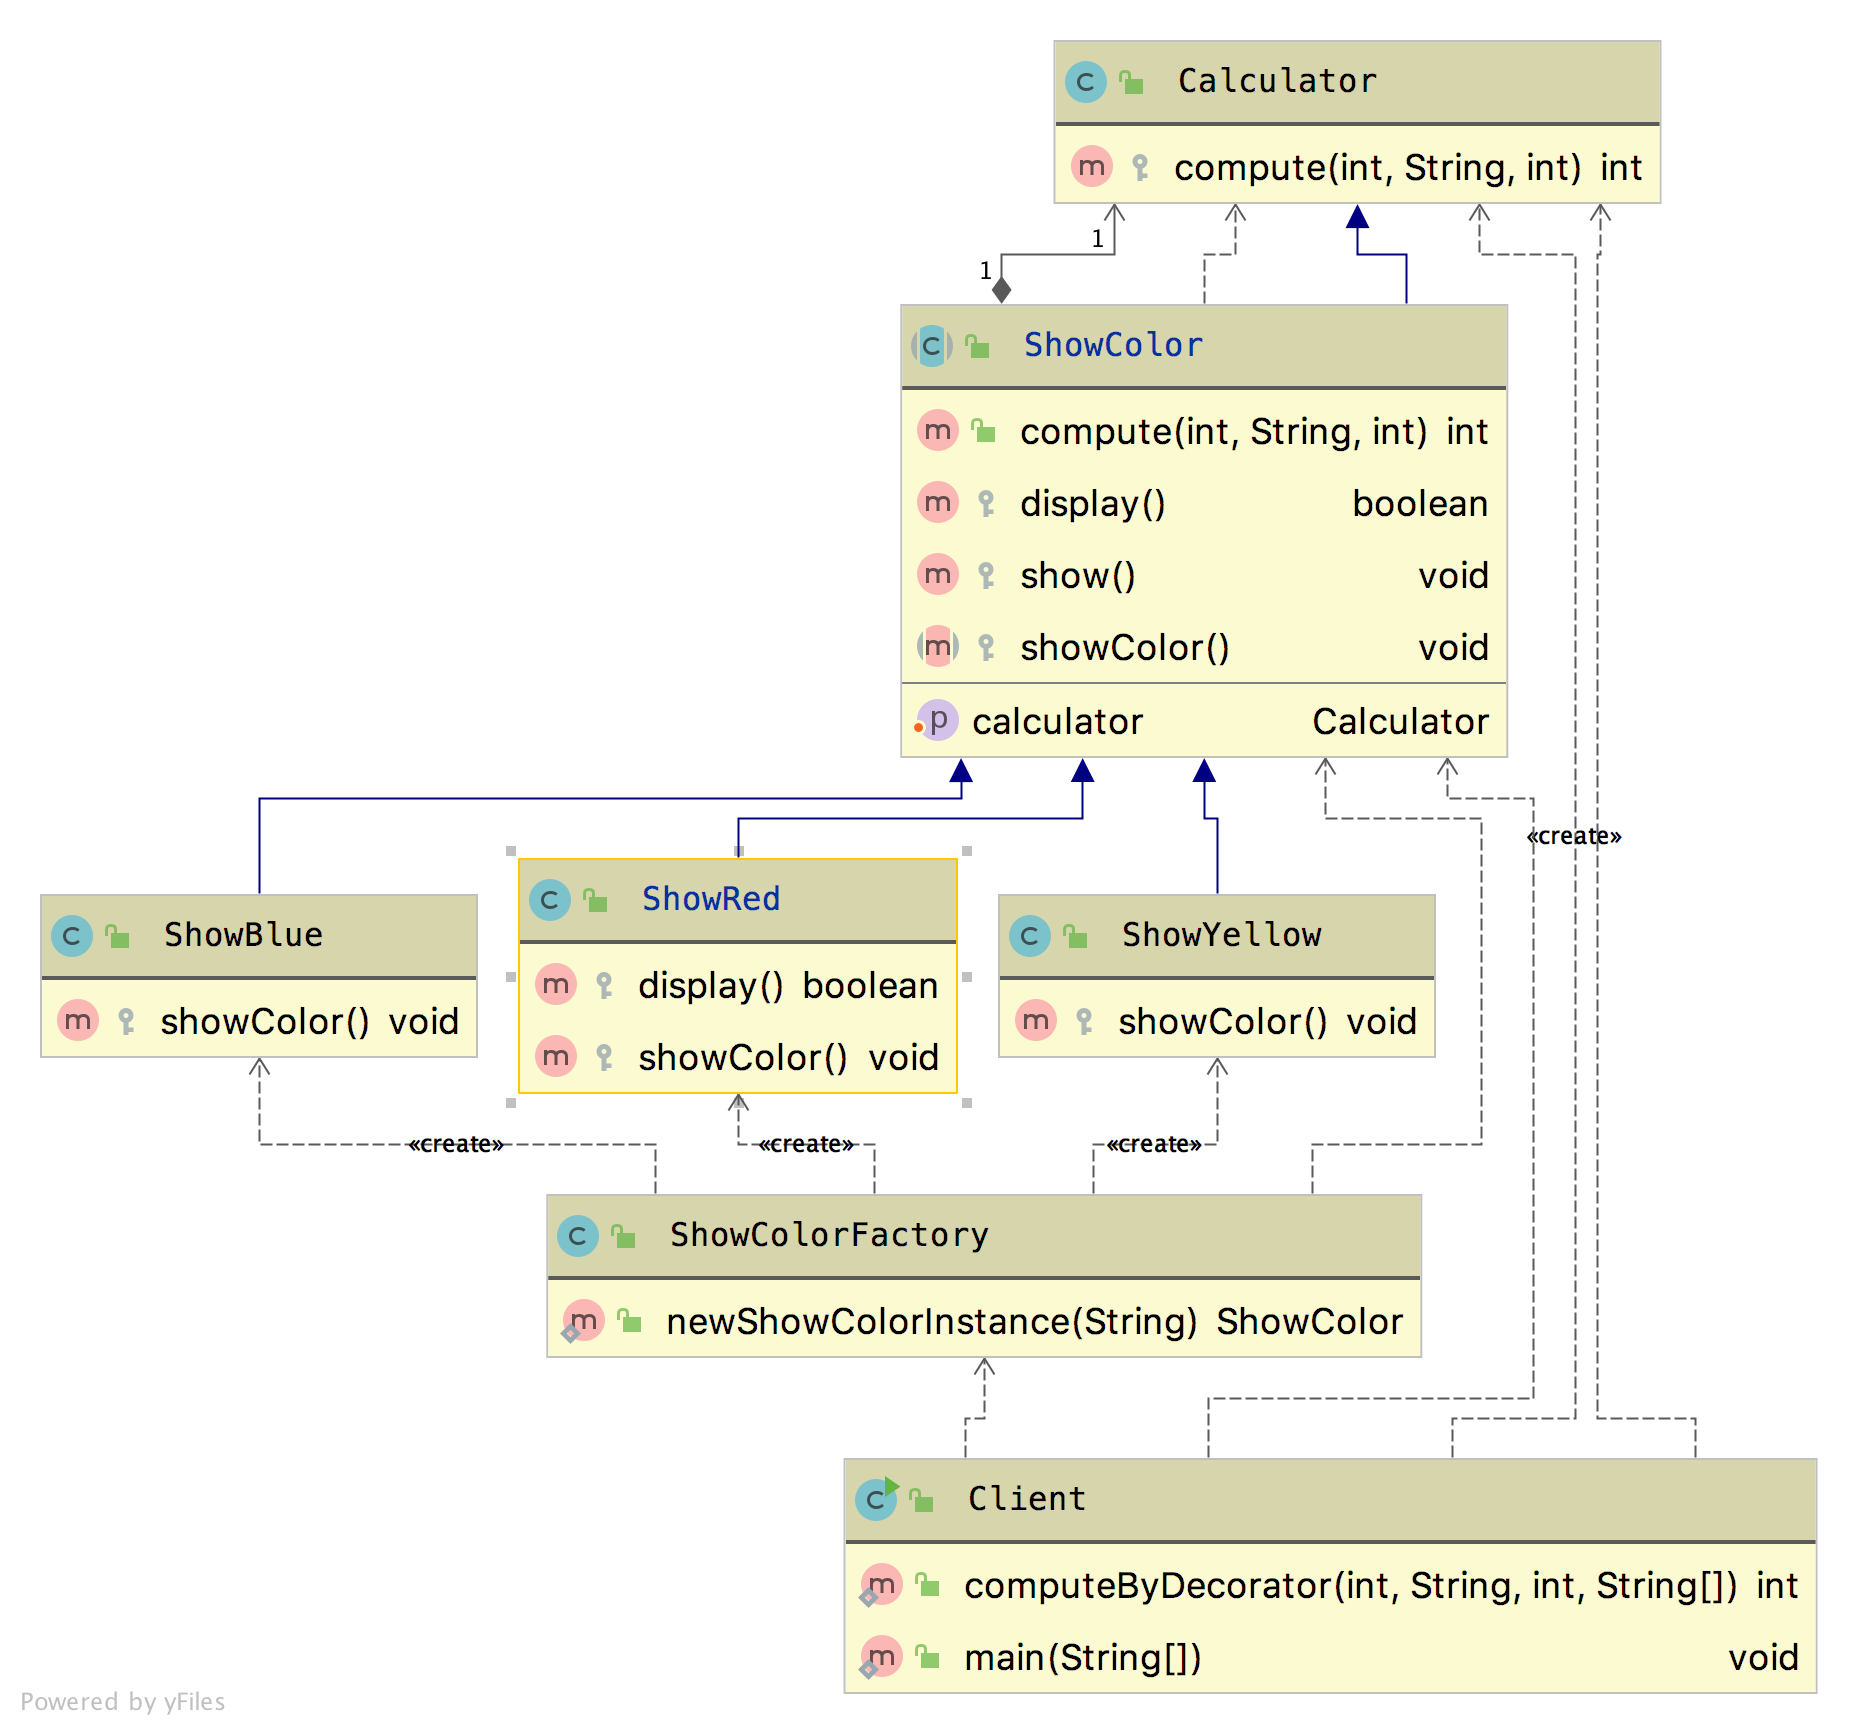 Calculator
compute(int, String, int) int
1
1
ShowColor
compute(int, String, int) int
display() boolean
show() void
showColor() void
calculator Calculator
«create»
ShowBlue
showColor() void
ShowRed
display() boolean
showColor() void
ShowYellow
showColor() void
«create» «create» «create»
ShowColorFactory
newShowColorInstance(String) ShowColor
Client
computeByDecorator(int, String, int, String[]) int
main(String[]) void
Powered by yFiles